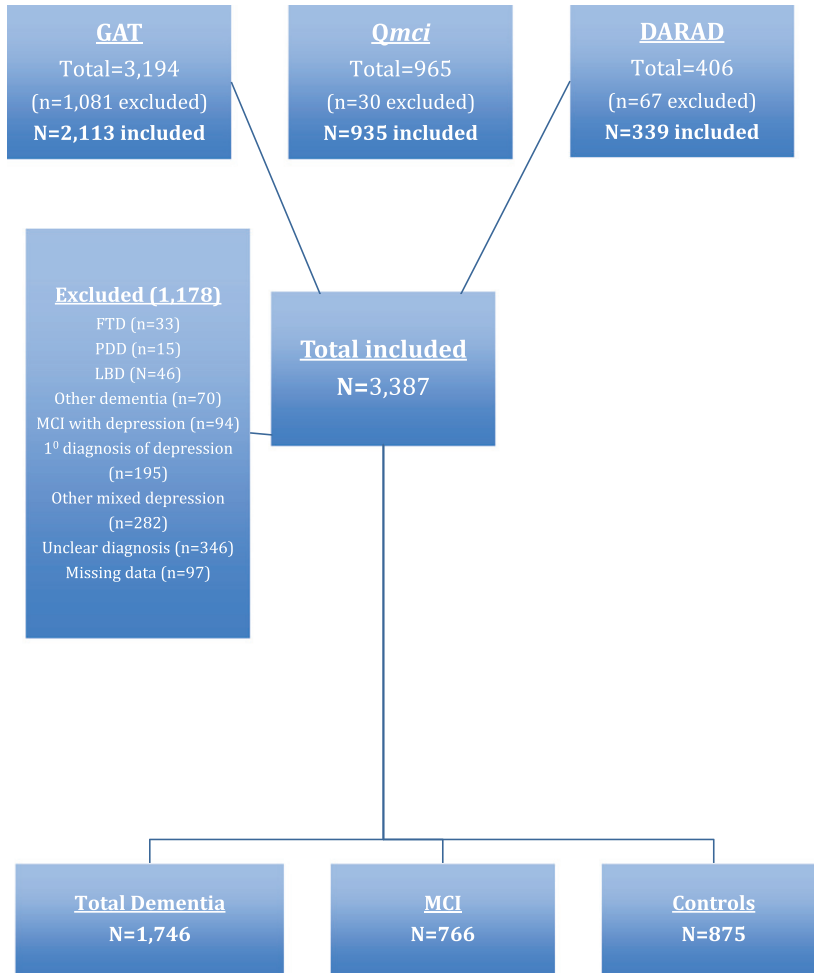 GAT
Total=3,194
(n=1,081 excluded)
N=2,113 included
Qmci
Total=965
(n=30 excluded)
N=935 included
DARAD
Total=406
(n=67 excluded)
N=339 included
Excluded (1,178)
FTD (n=33)
PDD (n=15)
LBD (N=46)
Other dementia (n=70)
MCI with depression (n=94)
1⁰ diagnosis of depression
(n=195)
Other mixed depression
(n=282)
Unclear diagnosis (n=346)
Missing data (n=97)
Total included
N=3,387
Total Dementia
N=1,746
MCI
N=766
Controls
N=875